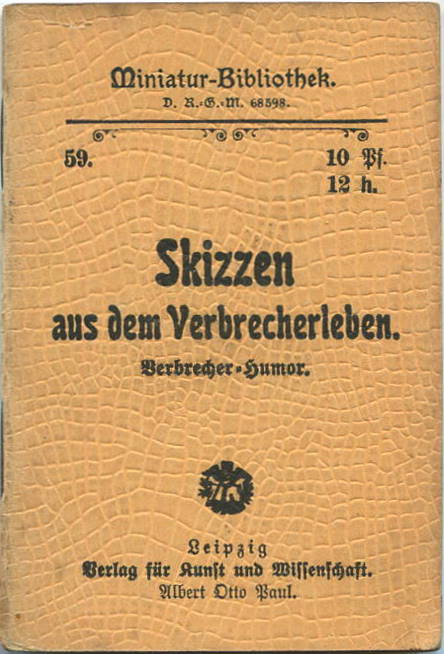 Miniatur-Bibliothek.
D. R.-G.-M. 68598.
59. 10 Pf.
12 h.
Skizzen
aus dem Verbrecherleben.
Verbrecher-Humor.
Leipzig
Verlag für Kunst und Wissenschaft.
Albert Otto Paul.